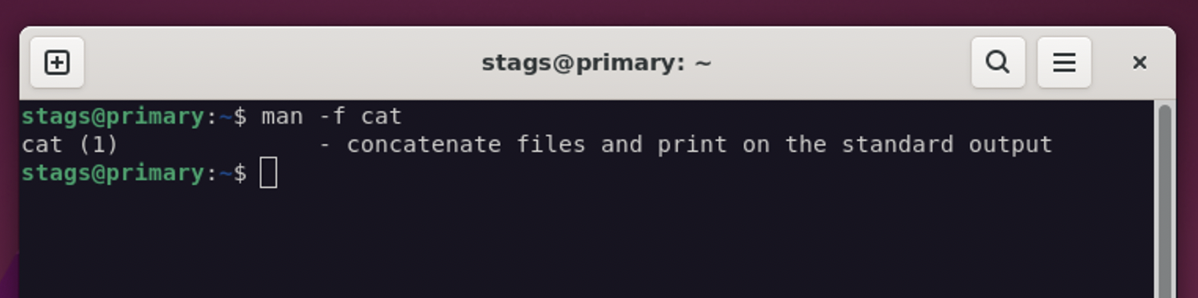 stags@primary: ~
stags@primary:~$ man -f cat
cat (1)              - concatenate files and print on the standard output
stags@primary:~$